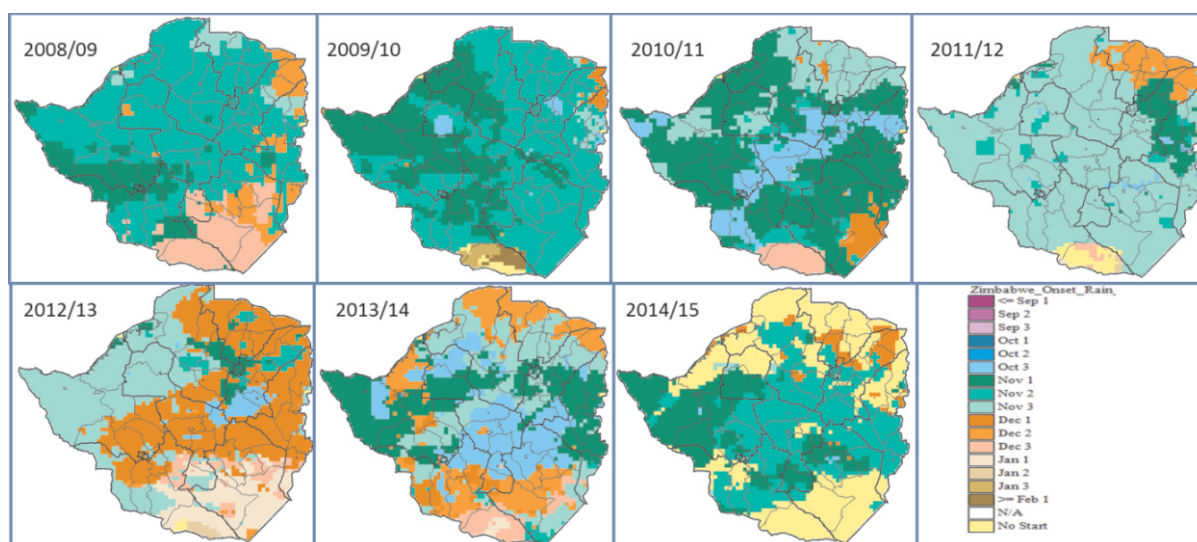 2008/09
2009/10
2010/11
2011/12
2012/13
2013/14
2014/15
Zimbabwe_Onset_Rain,
<= Sep 1
Sep 2
Sep 3
Oct 1
Oct 2
Oct 3
Nov 1
Nov 2
Nov 3
Dec 1
Dec 2
Dec 3
Jan 1
Jan 2
Jan 3
>= Feb 1
N/A
No Start